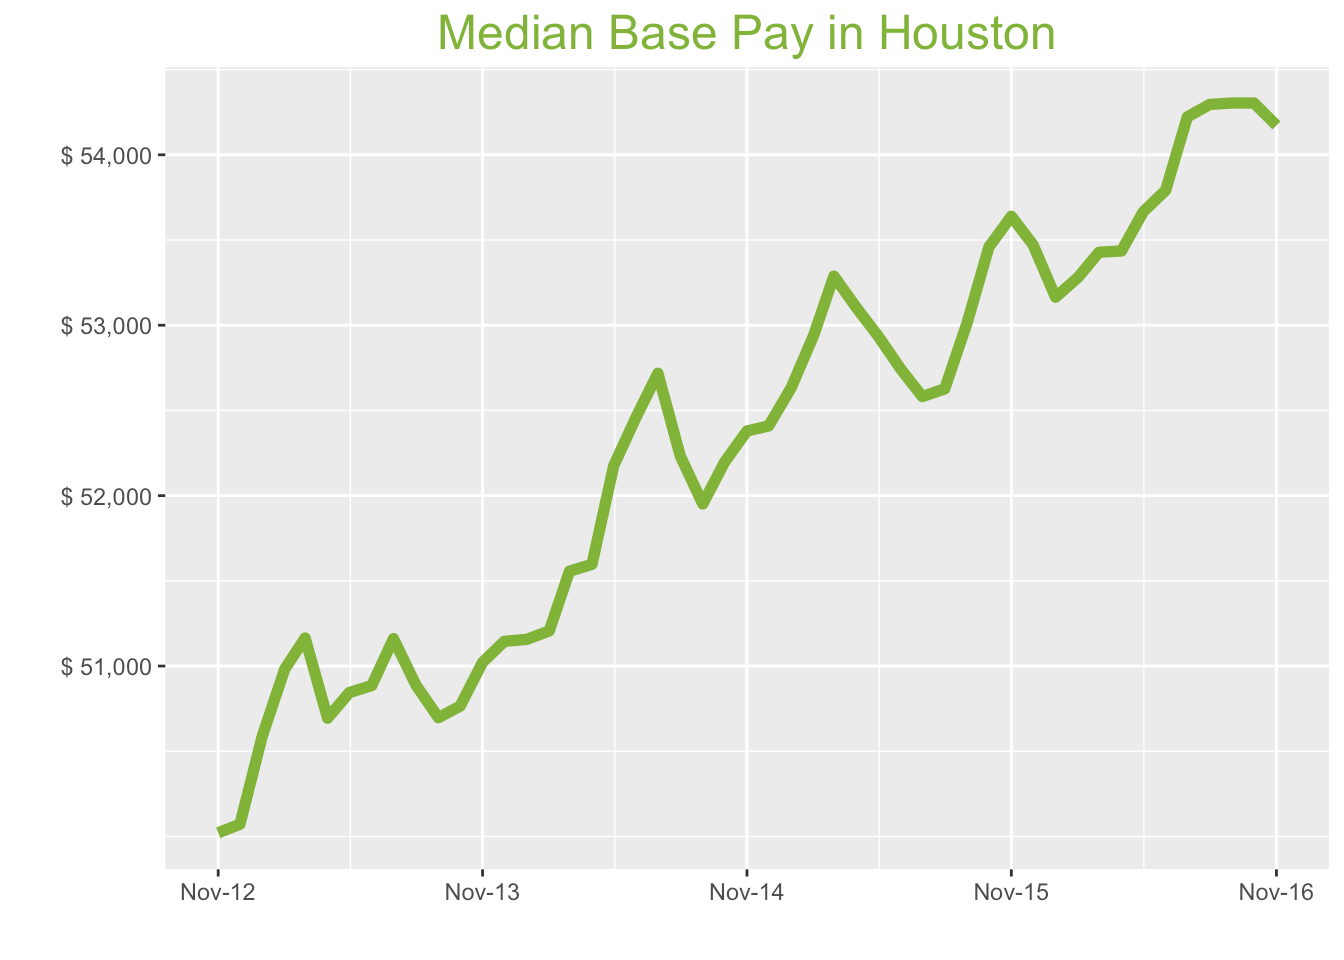 Median Base Pay in Houston
$ 54,000
$ 53,000
$ 52,000
$ 51,000
Nov-12 Nov-13 Nov-14 Nov-15 Nov-16